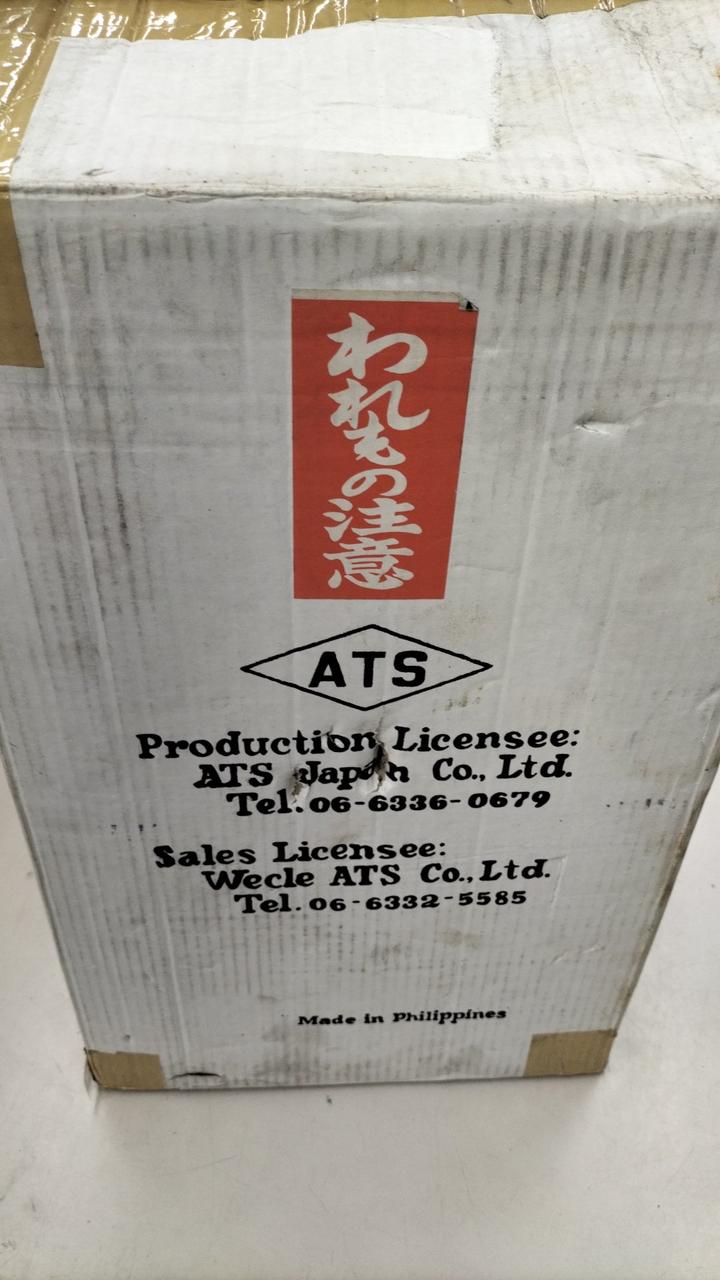 われもの注意
ATS
Production Licensee:
ATS Japan Co., Ltd.
Tel. 06-6336-0679
Sales Licensee:
Wecle ATS Co., Ltd.
Tel. 06-6332-5585
Made in Philippines